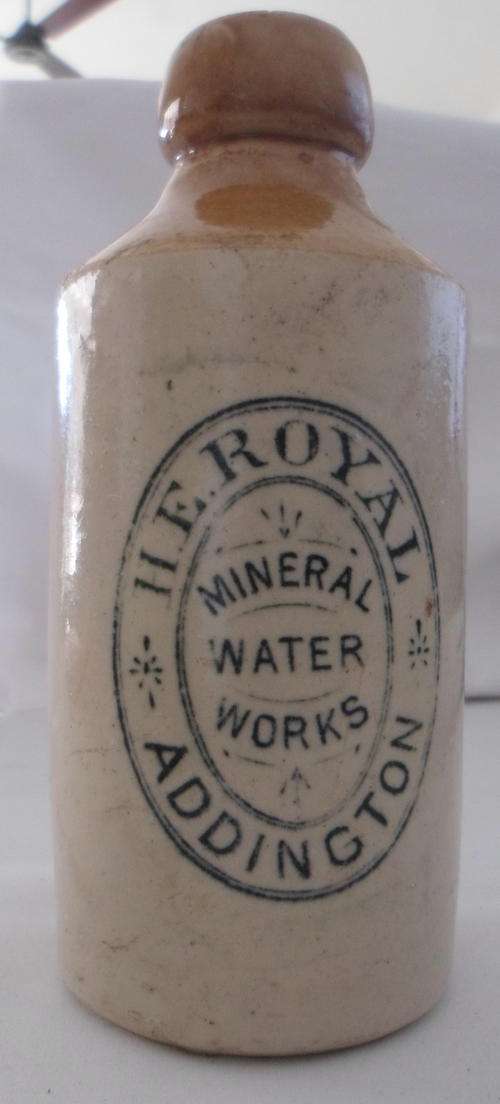 H.E. ROYAL
MINERAL
WATER
WORKS
ADDINGTON